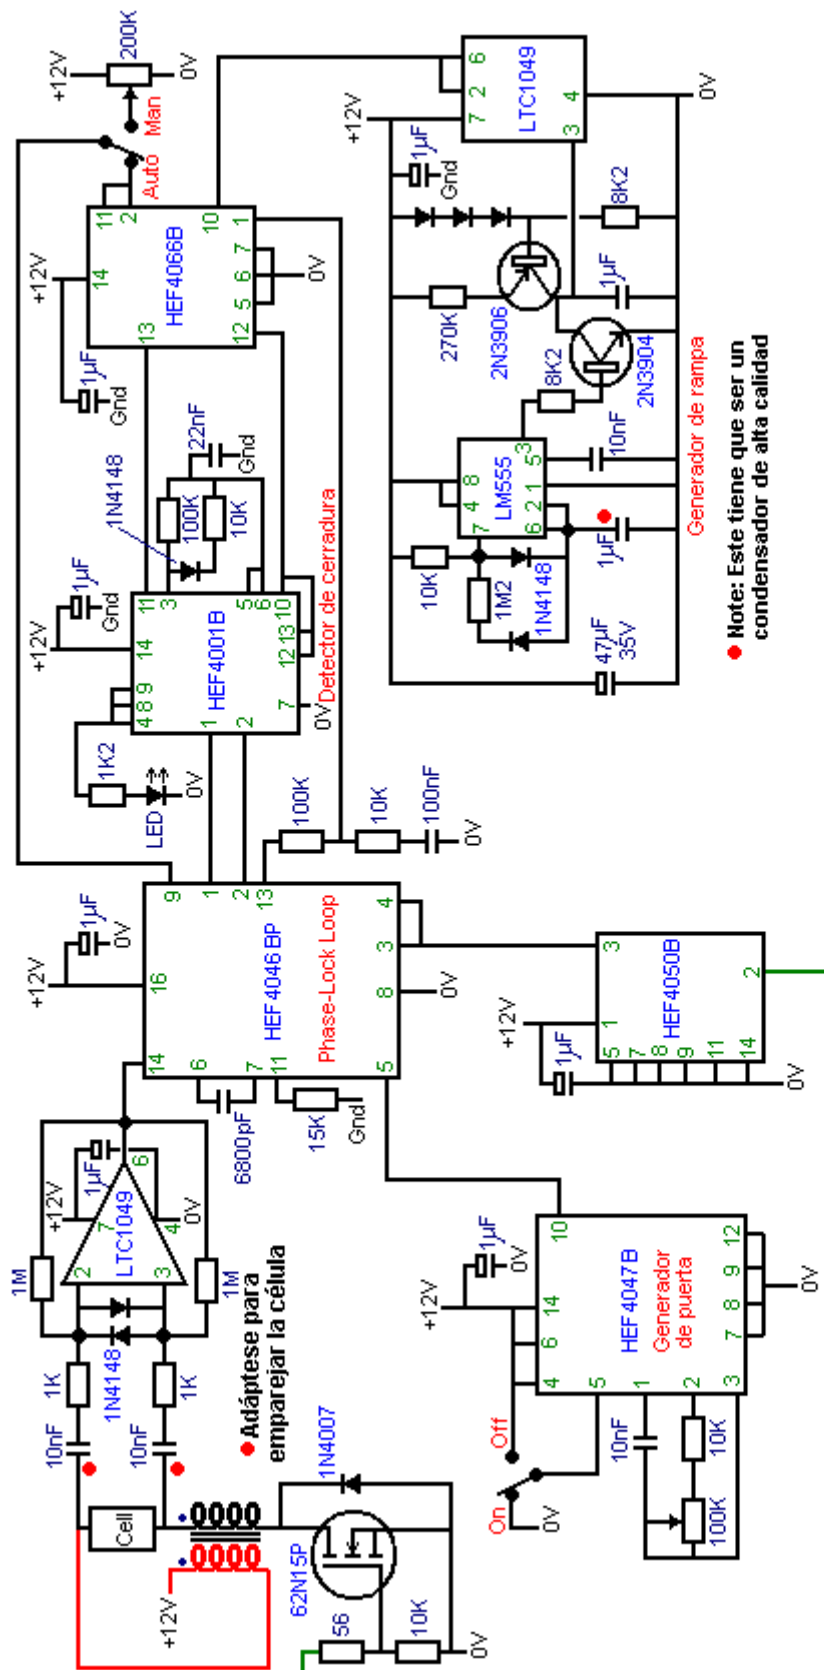 +12V
200K
0V
Man
Auto
11
2
+12V
14
HEF4066B
1µF
Gnd
13
10
1
7
6
5
12
0V
+12V
LTC1049
6
2
7
3
4
0V
1µF
Gnd
8K2
270K
2N3906
1µF
2N3904
8K2
LM555
8
4
7
3
5
1
2
6
10nF
10K
1M2
1N4148
1µF
47µF
35V
Generador de rampa
Note: Este tiene que ser un
condensador de alta calidad
22nF
Gnd
1N4148
100K
10K
+12V
1µF
Gnd
14
HEF4001B
11
3
5
6
10
13
12
7
0V
4
8
9
1
2
Detector de cerradura
1K2
LED
0V
100K
10K
100nF
0V
+12V
1µF
0V
16
9
1
2
13
HEF4046BP
Phase-Lock Loop
14
6
7
11
5
8
3
4
0V
6800pF
15K
Gnd
+12V
1µF
1
3
HEF4050B
2
5
7
8
9
11
14
0V
1M
+12V
1µF
7
6
2
3
4
LTC1049
0V
1M
1N4148
1K
1K
10nF
10nF
Adáptese para
emparejar la célula
Cell
+12V
1N4007
62N15P
56
10K
0V
+12V
1µF
0V
14
10
6
4
5
HEF4047B
Generador
de puerta
12
9
8
7
0V
1
2
3
Off
On
0V
10nF
10K
100K